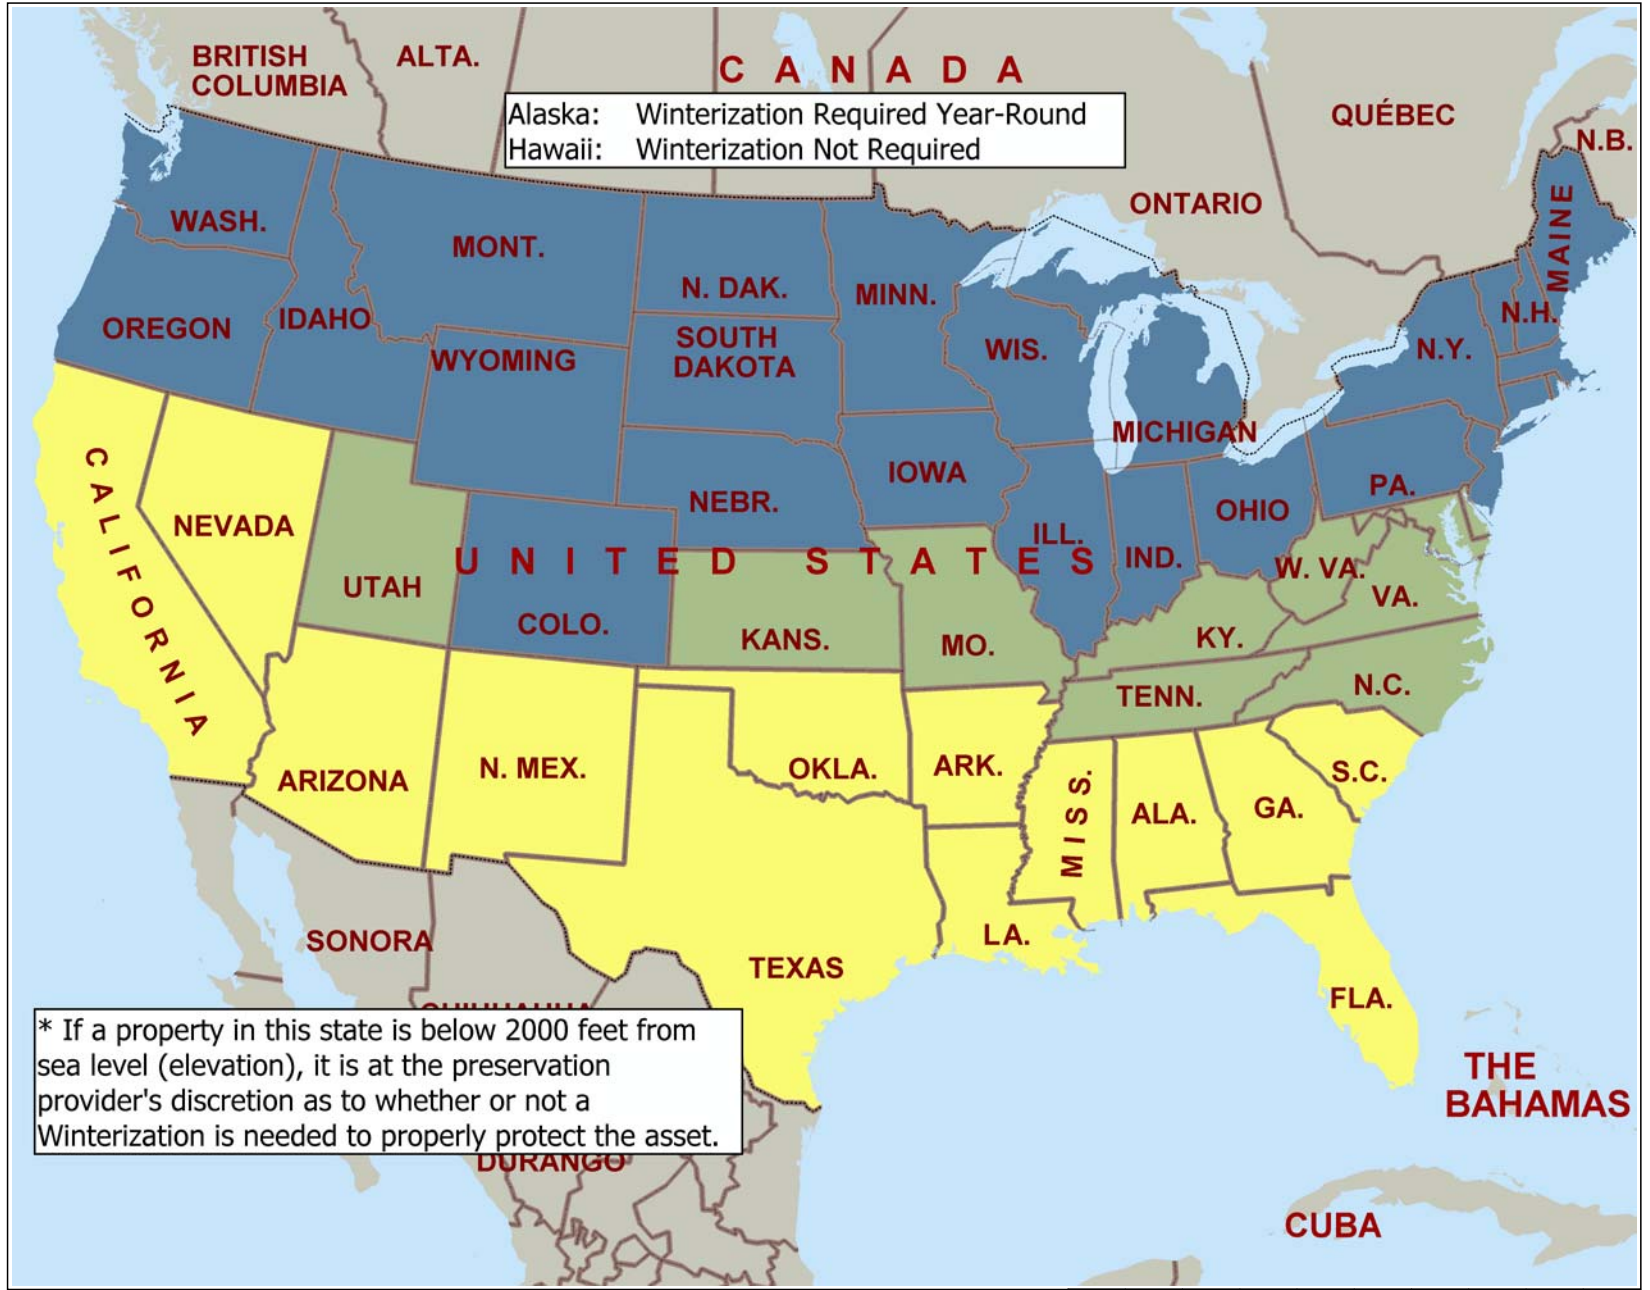 BRITISH
COLUMBIA
ALTA.
CANADA
Alaska: Winterization Required Year-Round
Hawaii: Winterization Not Required
QUÉBEC
N.B.
ONTARIO
MAINE
WASH.
MONT.
N. DAK.
MINN.
N.H.
OREGON
IDAHO
SOUTH
DAKOTA
WIS.
N.Y.
WYOMING
MICHIGAN
IOWA
PA.
NEBR.
OHIO
CALIFORNIA
NEVADA
ILL.
IND.
UNITED STATES
W. VA.
UTAH
VA.
COLO.
KANS.
MO.
KY.
TENN.
N.C.
ARIZONA
N. MEX.
OKLA.
ARK.
S.C.
MISS.
ALA.
GA.
SONORA
LA.
TEXAS
FLA.
CHIHUAHUA
* If a property in this state is below 2000 feet from
sea level (elevation), it is at the preservation
provider's discretion as to whether or not a
Winterization is needed to properly protect the asset.
THE
BAHAMAS
DURANGO
CUBA